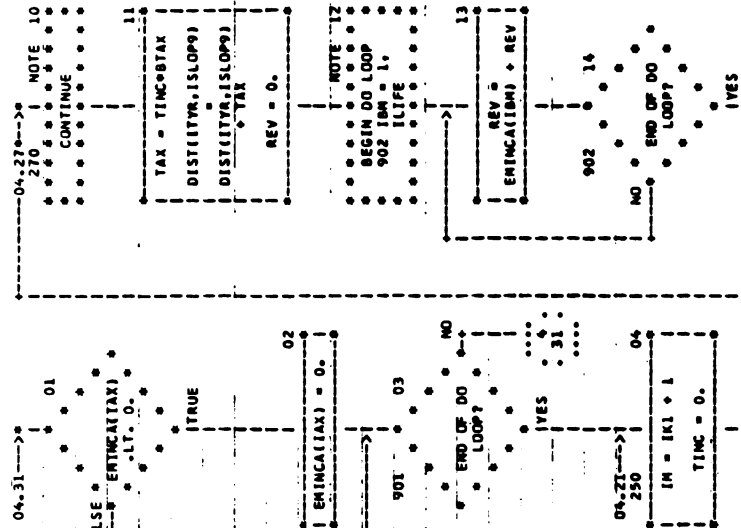 04.31--->*
01
EMINCA(IAX)
.LT. 0.
LSE
TRUE
02
EMINCA(IAX) = 0.
901
03
END OF DO
LOOP?
NO
4
31
YES
04.27--->*
250
04
IM = IK1 + 1
TINC = 0.
-----04.27*-->*
270 | NOTE 10
CONTINUE
11
TAX = TINC*BTAX
DIST(ITYR,ISLOP9)
=
DIST(ITYR,ISLOP9)
+ TAX
REV = 0.
NOTE 12
BEGIN DO LOOP
902 IBM = 1,
ILIFE
13
REV =
EMINCA(IBM) + REV
902
14
END OF DO
LOOP?
NO
YES